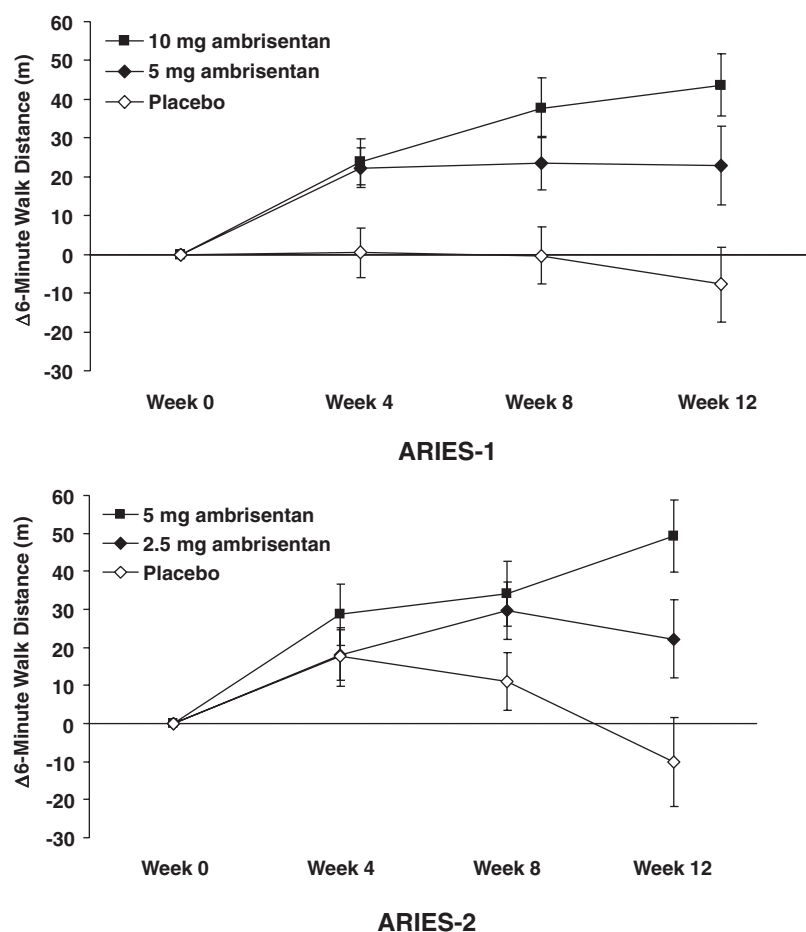 Δ6-Minute Walk Distance (m)
60
50
40
30
20
10
0
-10
-20
-30
10 mg ambrisentan
5 mg ambrisentan
Placebo
Week 0 Week 4 Week 8 Week 12
ARIES-1
Δ6-Minute Walk Distance (m)
60
50
40
30
20
10
0
-10
-20
-30
5 mg ambrisentan
2.5 mg ambrisentan
Placebo
Week 0 Week 4 Week 8 Week 12
ARIES-2